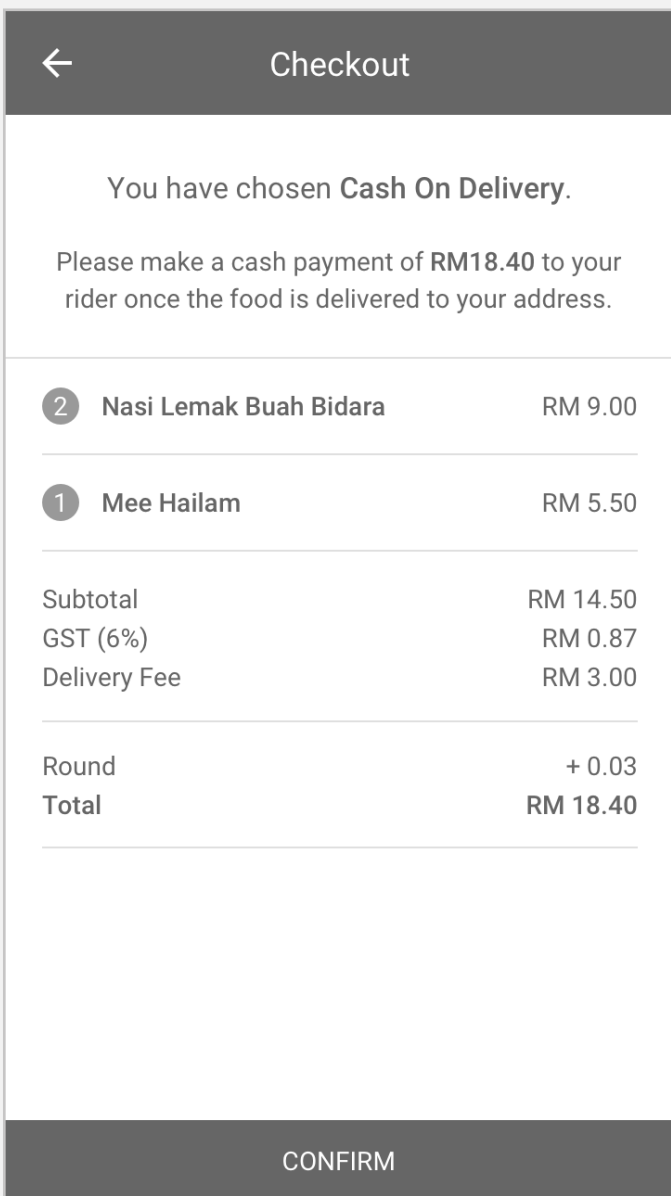 Checkout
You have chosen Cash On Delivery.
Please make a cash payment of RM18.40 to your
rider once the food is delivered to your address.
2 Nasi Lemak Buah Bidara RM 9.00
1 Mee Hailam RM 5.50
Subtotal RM 14.50
GST (6%) RM 0.87
Delivery Fee RM 3.00
Round + 0.03
Total RM 18.40
CONFIRM